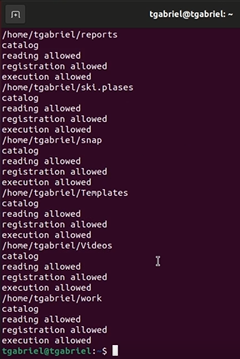 tgabriel@tgabriel: ~
/home/tgabriel/reports
catalog
reading allowed
registration allowed
execution allowed
/home/tgabriel/ski.plases
catalog
reading allowed
registration allowed
execution allowed
/home/tgabriel/snap
catalog
reading allowed
registration allowed
execution allowed
/home/tgabriel/Templates
catalog
reading allowed
registration allowed
execution allowed
/home/tgabriel/Videos
catalog
reading allowed
registration allowed
execution allowed
/home/tgabriel/work
catalog
reading allowed
registration allowed
execution allowed
tgabriel@tgabriel:~$